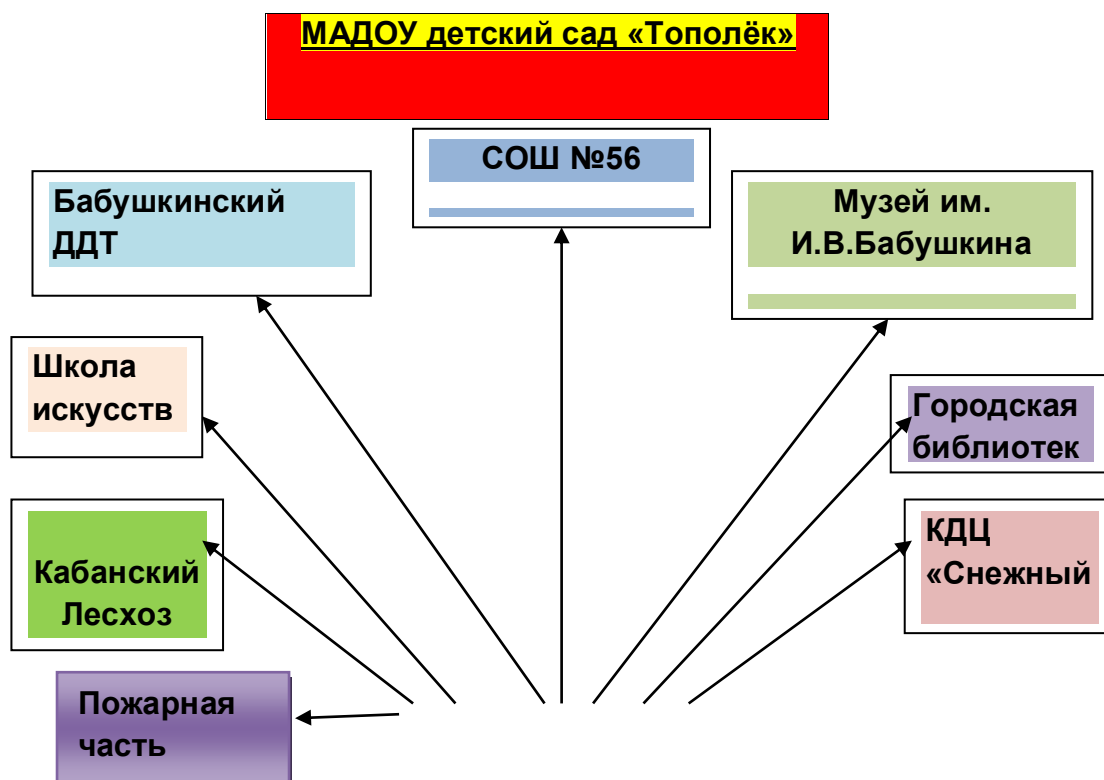 МАДОУ детский сад «Тополёк»
СОШ №56
Бабушкинский
ДДТ
Музей им.
И.В.Бабушкина
Школа
искусств
Городская
библиотек
Кабанский
Лесхоз
КДЦ
«Снежный
Пожарная
часть